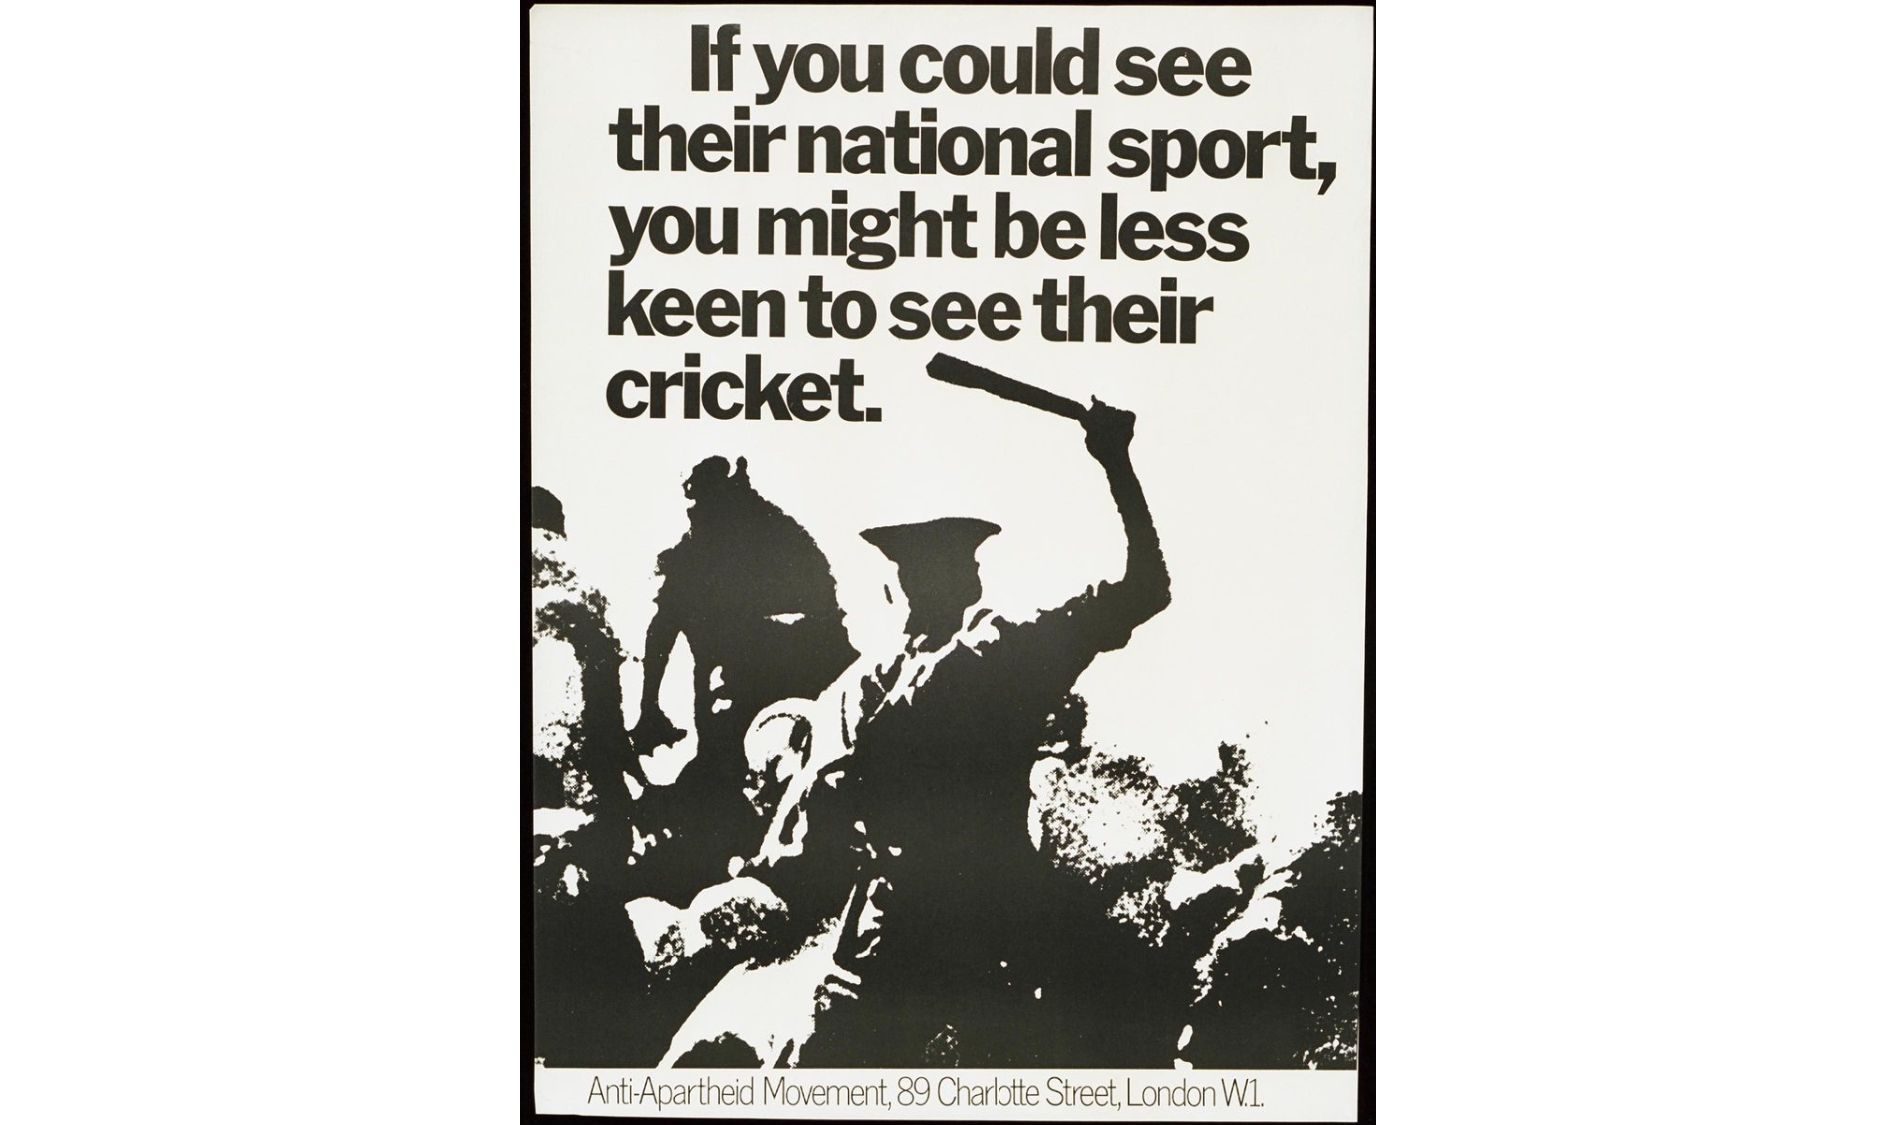 If you could see
their national sport,
you might be less
keen to see their
cricket.
Anti-Apartheid Movement, 89 Charlotte Street, London W.1.